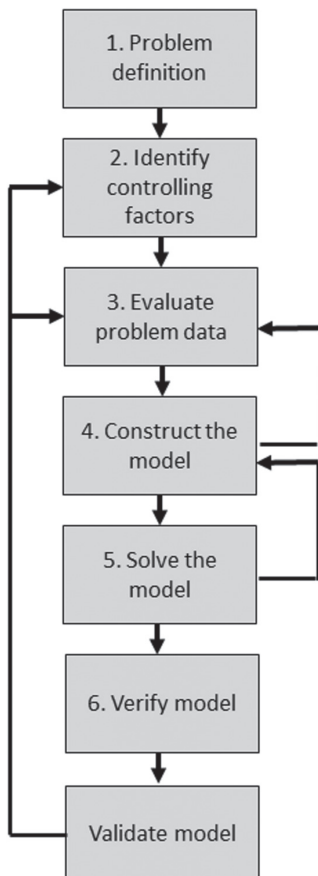 1. Problem
definition
2. Identify
controlling
factors
3. Evaluate
problem data
4. Construct the
model
5. Solve the
model
6. Verify model
Validate model